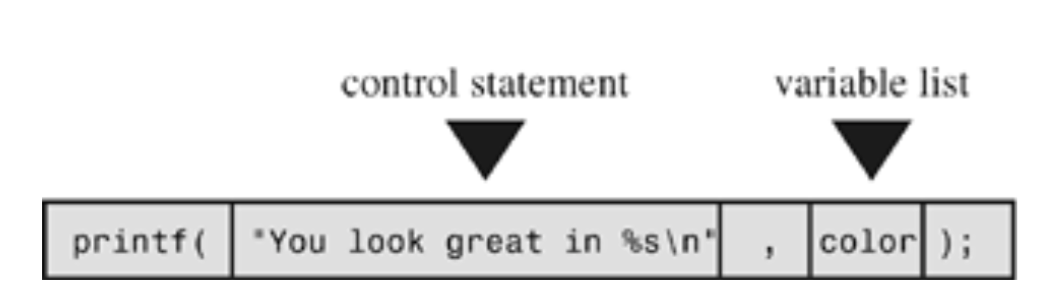 control statement variable list
printf( "You look great in %s\n" , color );